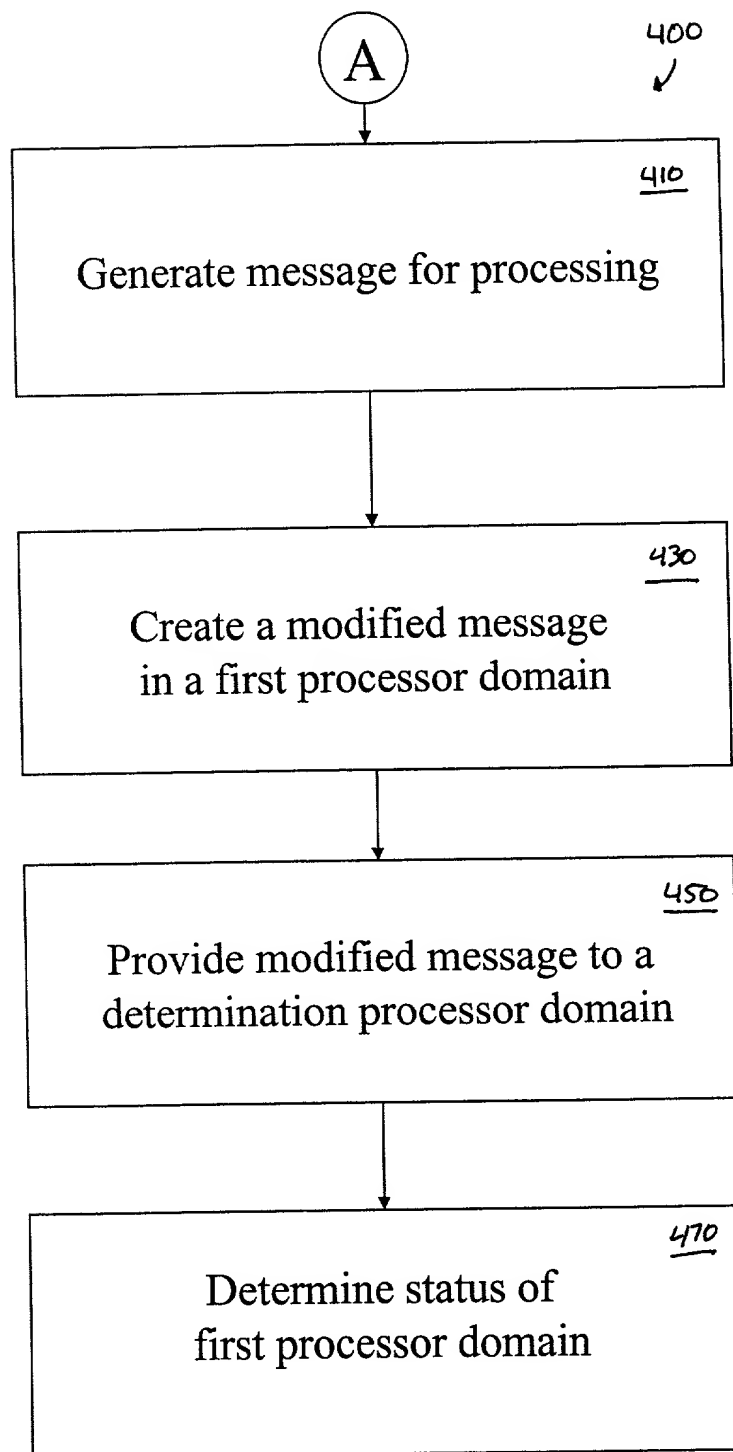 A
400
410
Generate message for processing
430
Create a modified message
in a first processor domain
450
Provide modified message to a
determination processor domain
470
Determine status of
first processor domain